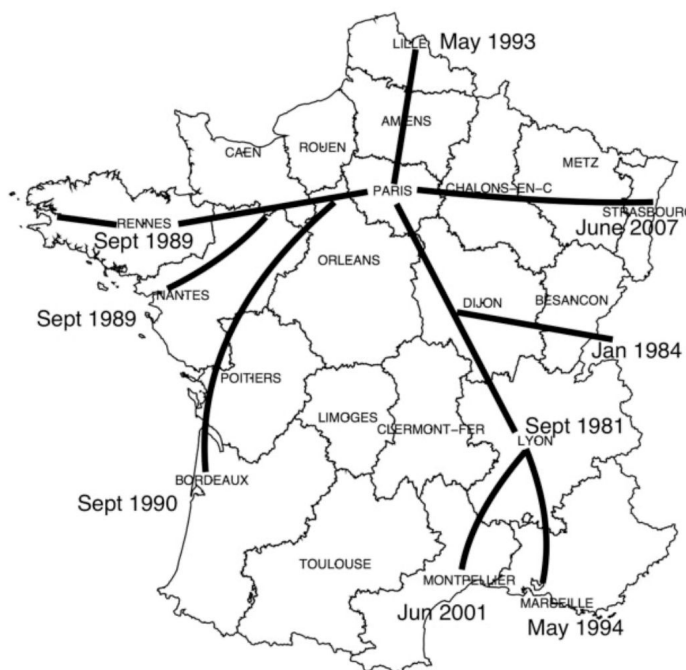 LILLE
May 1993
AMIENS
ROUEN
CAEN
METZ
PARIS
CHALONS-EN-C
STRASBOURG
RENNES
Sept 1989
June 2007
ORLEANS
NANTES
Sept 1989
DIJON
BESANCON
Jan 1984
POITIERS
LIMOGES
CLERMONT-FER
Sept 1981
LYON
BORDEAUX
Sept 1990
TOULOUSE
MONTPELLIER
Jun 2001
MARSEILLE
May 1994